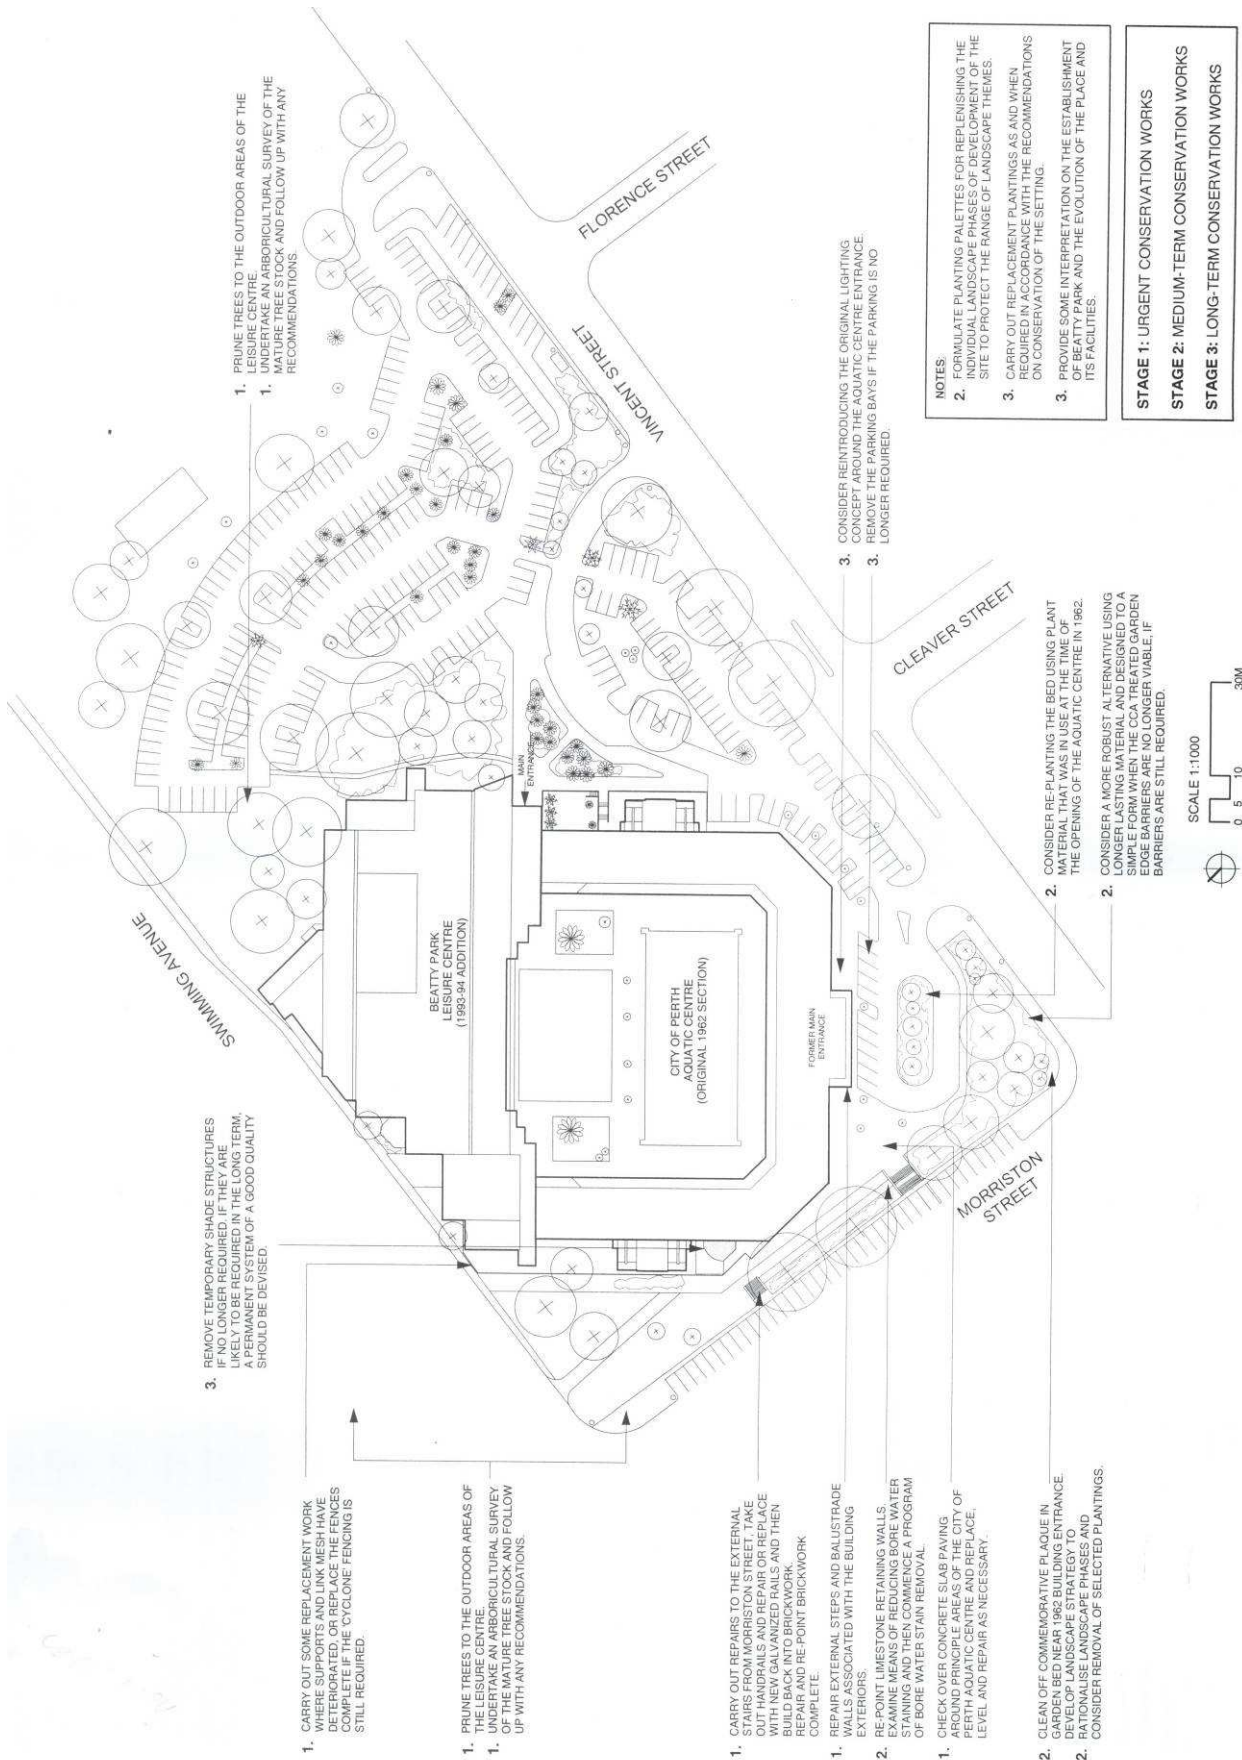 1. CARRY OUT SOME REPLACEMENT WORK
WHERE SUPPORTS AND LINK MESH HAVE
DETERIORATED, OR REPLACE THE FENCES
COMPLETE IF THE 'CYCLONE' FENCING IS
STILL REQUIRED.
3. REMOVE TEMPORARY SHADE STRUCTURES
IF NO LONGER REQUIRED. IF THEY ARE
LIKELY TO BE REQUIRED IN THE LONG TERM,
A PERMANENT SYSTEM OF A GOOD QUALITY
SHOULD BE DEVISED.
1. PRUNE TREES TO THE OUTDOOR AREAS OF THE
LEISURE CENTRE.
1. UNDERTAKE AN ARBORICULTURAL SURVEY OF THE
MATURE TREE STOCK AND FOLLOW UP WITH ANY
RECOMMENDATIONS.
1. PRUNE TREES TO THE OUTDOOR AREAS OF
THE LEISURE CENTRE.
1. UNDERTAKE AN ARBORICULTURAL SURVEY
OF THE MATURE TREE STOCK AND FOLLOW
UP WITH ANY RECOMMENDATIONS.
SWIMMING AVENUE
BEATTY PARK
LEISURE CENTRE
(1993-94 ADDITION)
MAIN
ENTRANCE
CITY OF PERTH
AQUATIC CENTRE
(ORIGINAL 1962 SECTION)
FORMER MAIN
ENTRANCE
VINCENT STREET
FLORENCE STREET
CLEAVER STREET
MORRISTON
STREET
1. CARRY OUT REPAIRS TO THE EXTERNAL
STAIRS FROM MORRISTON STREET. TAKE
OUT HANDRAILS AND REPAIR OR REPLACE
WITH NEW GALVANIZED RAILS AND THEN
BUILD BACK INTO BRICKWORK.
REPAIR AND RE-POINT BRICKWORK
COMPLETE.
1. REPAIR EXTERNAL STEPS AND BALUSTRADE
WALLS ASSOCIATED WITH THE BUILDING
EXTERIORS.
2. RE-POINT LIMESTONE RETAINING WALLS.
EXAMINE MEANS OF REDUCING BORE WATER
STAINING AND THEN COMMENCE A PROGRAM
OF BORE WATER STAIN REMOVAL.
1. CHECK OVER CONCRETE SLAB PAVING
AROUND PRINCIPLE AREAS OF THE CITY OF
PERTH AQUATIC CENTRE AND REPLACE,
LEVEL AND REPAIR AS NECESSARY.
2. CLEAN OFF COMMEMORATIVE PLAQUE IN
GARDEN BED NEAR 1962 BUILDING ENTRANCE.
DEVELOP LANDSCAPE STRATEGY TO
2. RATIONALISE LANDSCAPE PHASES AND
CONSIDER REMOVAL OF SELECTED PLANTINGS.
3. CONSIDER REINTRODUCING THE ORIGINAL LIGHTING
CONCEPT AROUND THE AQUATIC CENTRE ENTRANCE.
3. REMOVE THE PARKING BAYS IF THE PARKING IS NO
LONGER REQUIRED.
2. CONSIDER RE-PLANTING THE BED USING PLANT
MATERIAL THAT WAS IN USE AT THE TIME OF
THE OPENING OF THE AQUATIC CENTRE IN 1962.
2. CONSIDER A MORE ROBUST ALTERNATIVE USING
LONGER LASTING MATERIAL AND DESIGNED TO A
SIMPLE FORM WHEN THE CCA TREATED GARDEN
EDGE BARRIERS ARE NO LONGER VIABLE, IF
BARRIERS ARE STILL REQUIRED.
SCALE 1:1000
0 5 10 30M
NOTES
2. FORMULATE PLANTING PALETTES FOR REPLENISHING THE
INDIVIDUAL LANDSCAPE PHASES OF DEVELOPMENT OF THE
SITE TO PROTECT THE RANGE OF LANDSCAPE THEMES.
3. CARRY OUT REPLACEMENT PLANTINGS AS AND WHEN
REQUIRED IN ACCORDANCE WITH THE RECOMMENDATIONS
ON CONSERVATION OF THE SETTING.
3. PROVIDE SOME INTERPRETATION ON THE ESTABLISHMENT
OF BEATTY PARK AND THE EVOLUTION OF THE PLACE AND
ITS FACILITIES.
STAGE 1: URGENT CONSERVATION WORKS
STAGE 2: MEDIUM-TERM CONSERVATION WORKS
STAGE 3: LONG-TERM CONSERVATION WORKS